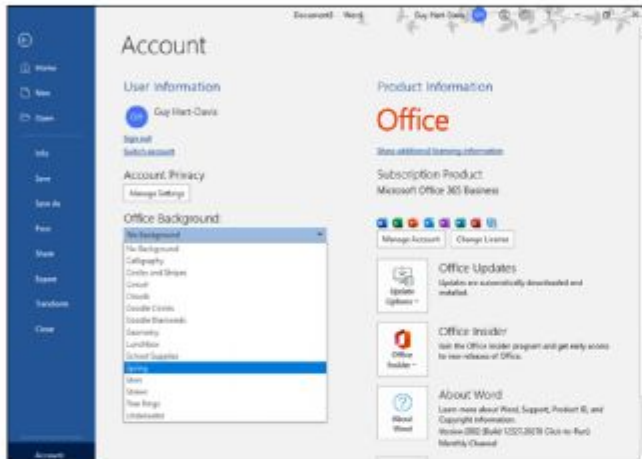 Document3 - Word
Guy Hart-Davis
GH
Account
Home
New
Open
Info
Save
Save As
Print
Share
Export
Transform
Close
Account
User Information
GH
Guy Hart-Davis
Sign out
Switch account
Account Privacy
Manage Settings
Office Background:
No Background
No Background
Calligraphy
Circles and Stripes
Circuit
Clouds
Doodle Circles
Doodle Diamonds
Geometry
Lunchbox
School Supplies
Spring
Stars
Straws
Tree Rings
Underwater
Product Information
Office
Show additional licensing information
Subscription Product
Microsoft Office 365 Business
Manage Account
Change License
Update
Options
Office Updates
Updates are automatically downloaded and
installed.
Office
Insider
Office Insider
Join the Office Insider program and get early access
to new releases of Office.
About
Word
About Word
Learn more about Word, Support, Product ID, and
Copyright information.
Monthly Channel